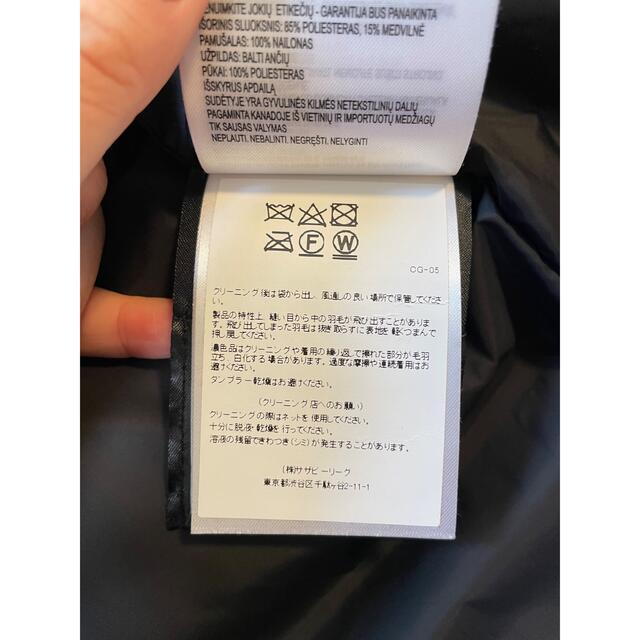 NENUIMKITE JOKIŲ ETIKEČIŲ - GARANTIJA BUS PANAIKINTA
IŠORINIS SLUOKSNIS: 85% POLIESTERAS, 15% MEDVILNĖ
PAMUŠALAS: 100% NAILONAS
UŽPILDAS: BALTI ANČIŲ
PŪKAI: 100% POLIESTERAS
IŠSKYRUS APDAILĄ
SUDĖTYJE YRA GYVULINĖS KILMĖS NETEKSTILINIŲ DALIŲ
PAGAMINTA KANADOJE IŠ VIETINIŲ IR IMPORTUOTŲ MEDŽIAGŲ
TIK SAUSAS VALYMAS
NEPLAUTI. NEBALINTI. NEGRĘŠTI. NELYGINTI
F W
CG-05
クリーニング後は袋から出し、風通しの良い場所で保管してくださ
い。
製品の特性上、縫い目から中の羽毛が飛び出すことがありま
す。飛び出してしまった羽毛は抜き取らずに表地を軽くつまんで
押し戻してください。
濃色品はクリーニングや着用の繰り返しで擦れた部分が毛羽
立ち、白化する場合があります。過度な摩擦や連続着用はお
避けください。
タンブラー乾燥はお避けください。
(クリーニング店へのお願い)
クリーニングの際はネットを使用してください。
十分に脱液・乾燥を行ってください。
溶液の残留できわつき(シミ)が発生することがあります。
(株)サザビーリーグ
東京都渋谷区千駄ヶ谷2-11-1